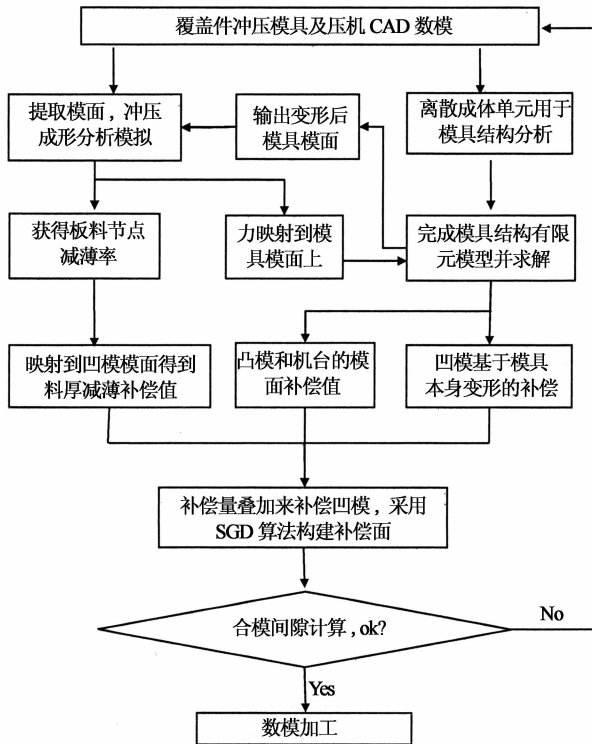 覆盖件冲压模具及压机 CAD 数模
提取模面，冲压
成形分析模拟
输出变形后
模具模面
离散成体单元用于
模具结构分析
获得板料节点
减薄率
力映射到模
具模面上
完成模具结构有限
元模型并求解
映射到凹模模面得到
料厚减薄补偿值
凸模和机台的模
面补偿值
凹模基于模具
本身变形的补偿
补偿量叠加来补偿凹模，采用
SGD 算法构建补偿面
合模间隙计算，ok?
No
Yes
数模加工